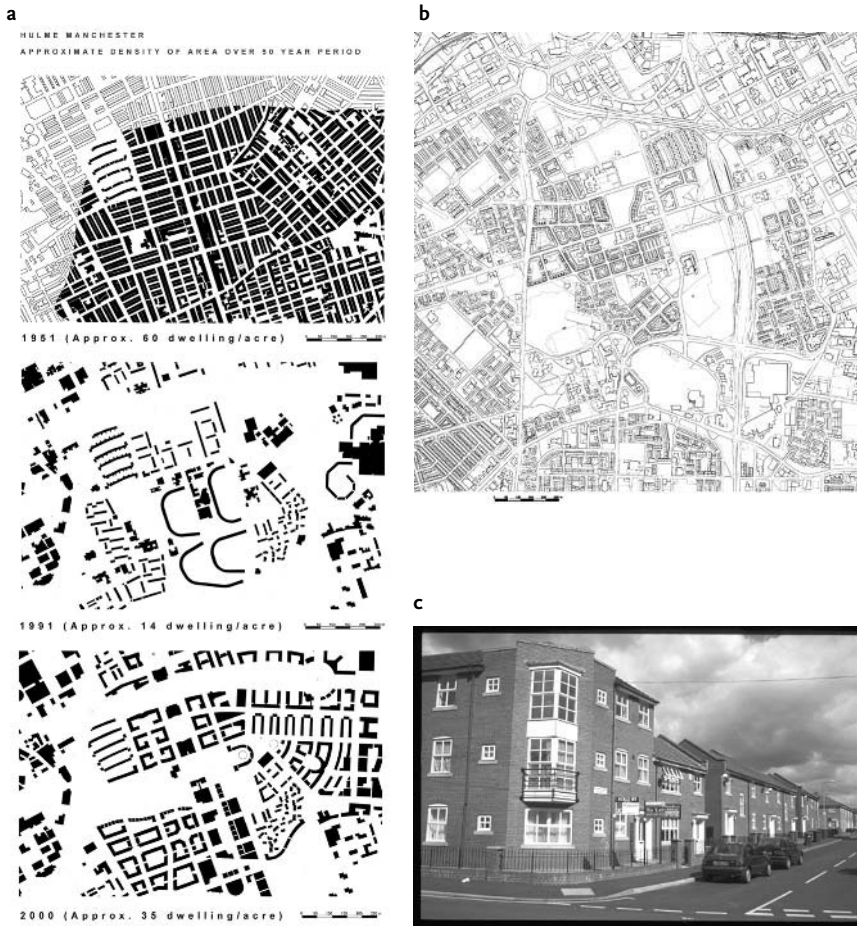 a
HULME MANCHESTER
APPROXIMATE DENSITY OF AREA OVER 50 YEAR PERIOD
1951 (Approx. 60 dwelling/acre)
1991 (Approx. 14 dwelling/acre)
2000 (Approx. 35 dwelling/acre)
b
c